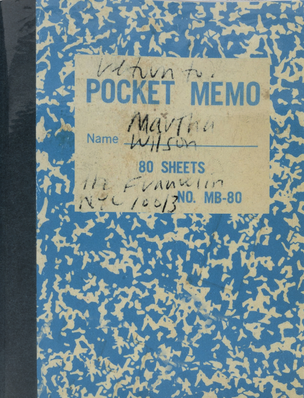 return to:
POCKET MEMO
Martha
Name Wilson
80 SHEETS
112 Franklin
NYC 10013 NO. MB-80